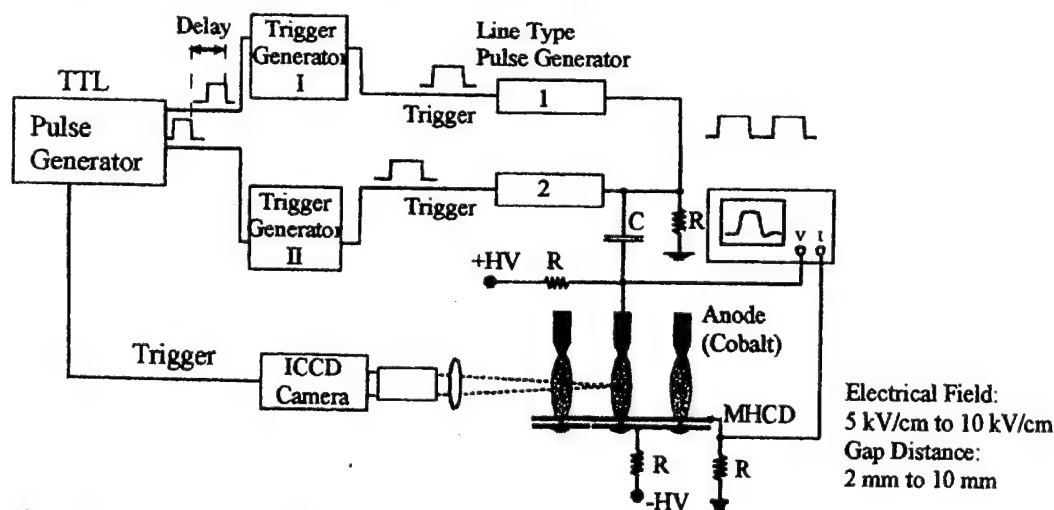 Delay
Trigger
Generator
I
Line Type
Pulse Generator
TTL
Pulse
Generator
1
Trigger
Trigger
Generator
II
2
Trigger
C
R
V I
+HV
R
Anode
(Cobalt)
Trigger
ICCD
Camera
MHCD
R
R
-HV
Electrical Field:
5 kV/cm to 10 kV/cm
Gap Distance:
2 mm to 10 mm